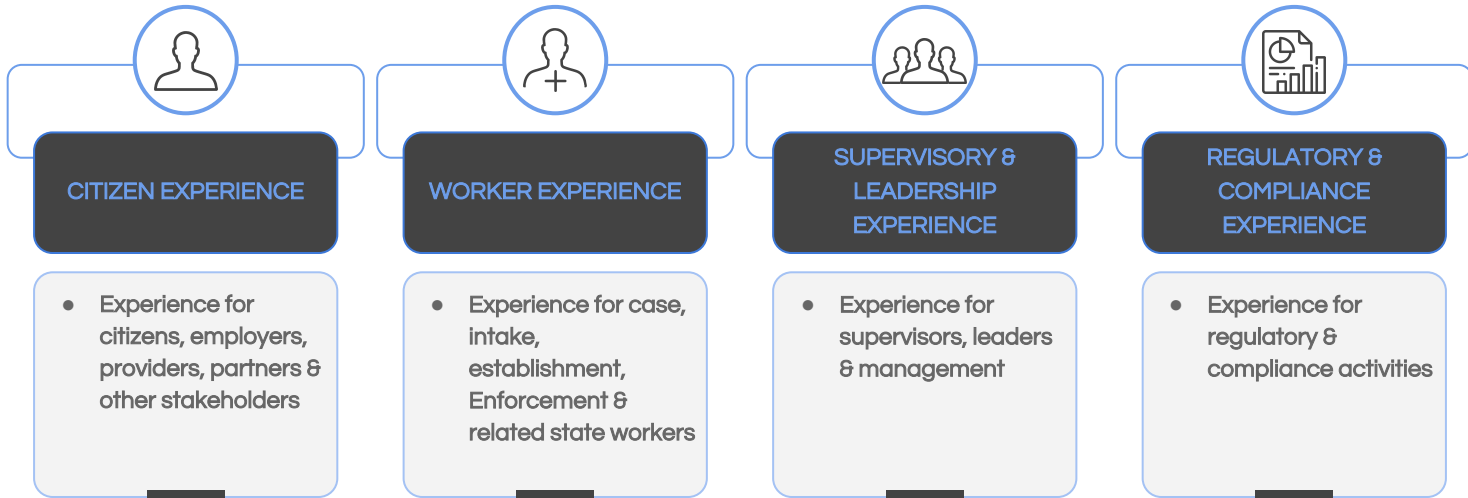 CITIZEN EXPERIENCE
● Experience for
citizens, employers,
providers, partners &
other stakeholders
WORKER EXPERIENCE
● Experience for case,
intake,
establishment,
Enforcement &
related state workers
SUPERVISORY &
LEADERSHIP
EXPERIENCE
● Experience for
supervisors, leaders
& management
REGULATORY &
COMPLIANCE
EXPERIENCE
● Experience for
regulatory &
compliance activities